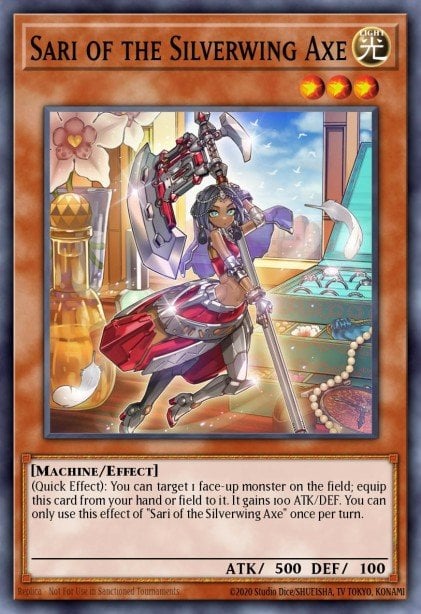 Sari of the Silverwing Axe
LIGHT
光
[Machine/Effect]
(Quick Effect): You can target 1 face-up monster on the field; equip
this card from your hand or field to it. It gains 100 ATK/DEF. You can
only use this effect of "Sari of the Silverwing Axe" once per turn.
ATK/ 500 DEF/ 100
Replica - Not For Use in Sanctioned Tournaments
©2020 Studio Dice/SHUEISHA, TV TOKYO, KONAMI